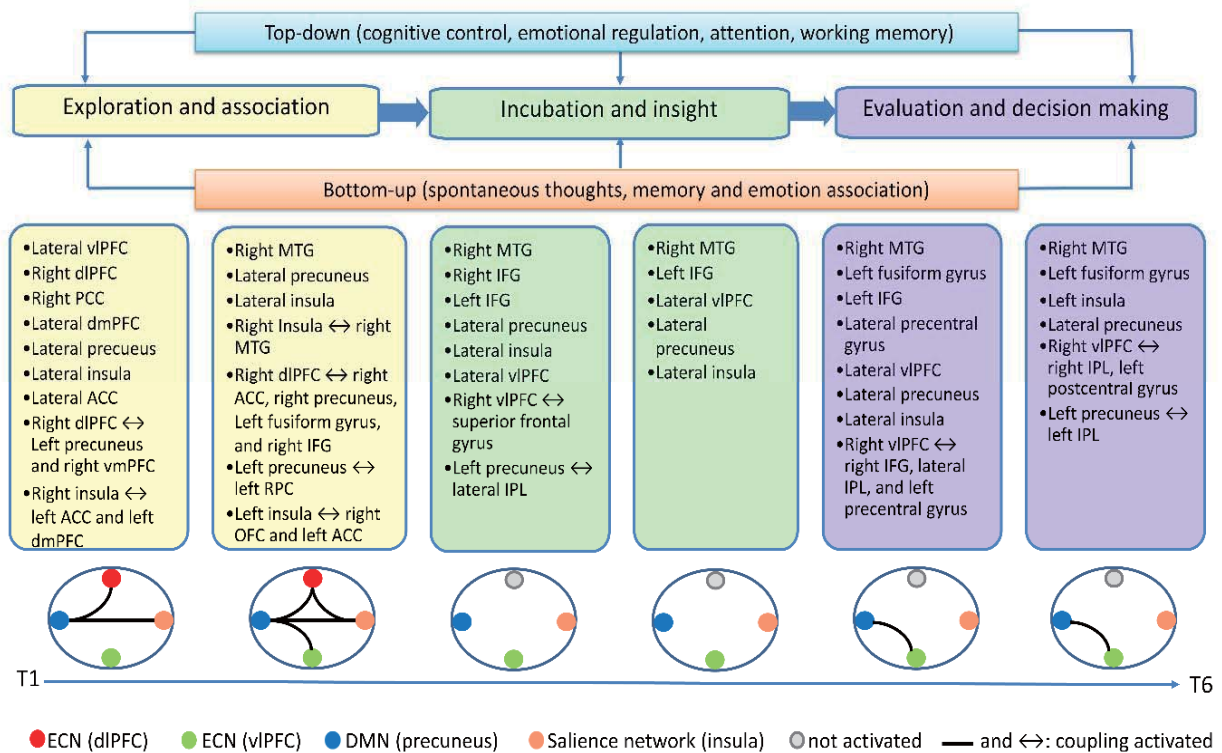 Top-down (cognitive control, emotional regulation, attention, working memory)
Exploration and association
Incubation and insight
Evaluation and decision making
Bottom-up (spontaneous thoughts, memory and emotion association)
•Lateral vlPFC
•Right dlPFC
•Right PCC
•Lateral dmPFC
•Lateral precueus
•Lateral insula
•Lateral ACC
•Right dlPFC ↔
Left precuneus
and right vmPFC
•Right insula ↔
left ACC and left
dmPFC
•Right MTG
•Lateral precuneus
•Lateral insula
•Right Insula ↔ right
MTG
•Right dlPFC ↔ right
ACC, right precuneus,
Left fusiform gyrus,
and right IFG
•Left precuneus ↔
left RPC
•Left insula ↔ right
OFC and left ACC
•Right MTG
•Right IFG
•Left IFG
•Lateral precuneus
•Lateral insula
•Lateral vlPFC
•Right vlPFC ↔
superior frontal
gyrus
•Left precuneus ↔
lateral IPL
•Right MTG
•Left IFG
•Lateral vlPFC
•Lateral
precuneus
•Lateral insula
•Right MTG
•Left fusiform gyrus
•Left IFG
•Lateral precentral
gyrus
•Lateral vlPFC
•Lateral precuneus
•Lateral insula
•Right vlPFC ↔
right IFG, lateral
IPL, and left
precentral gyrus
•Right MTG
•Left fusiform gyrus
•Left insula
•Lateral precuneus
•Right vlPFC ↔
right IPL, left
postcentral gyrus
•Left precuneus ↔
left IPL
T1
T6
ECN (dlPFC)
ECN (vlPFC)
DMN (precuneus)
Salience network (insula)
not activated
and ↔: coupling activated